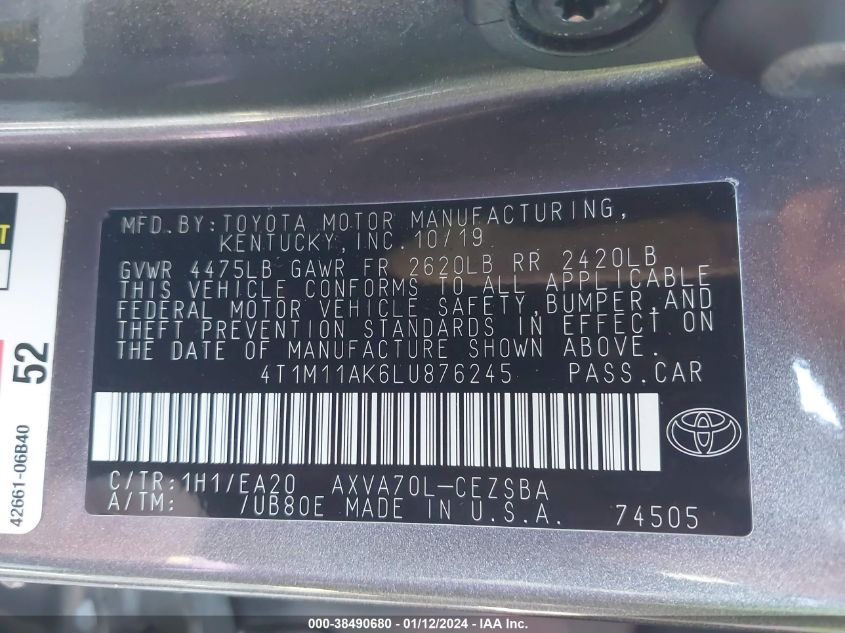 MFD.BY:TOYOTA MOTOR MANUFACTURING,
KENTUCKY,INC.10/19
GVWR 4475LB GAWR FR 2620LB RR 2420LB
THIS VEHICLE CONFORMS TO ALL APPLICABLE
FEDERAL MOTOR VEHICLE SAFETY,BUMPER,AND
THEFT PREVENTION STANDARDS IN EFFECT ON
THE DATE OF MANUFACTURE SHOWN ABOVE.
4T1M11AK6LU876245 PASS.CAR
C/TR:1H1/EA20 AXVA70L-CEZSBA
A/TM: /UB80E MADE IN U.S.A. 74505
52
42661-06B40
000-38490680 - 01/12/2024 - IAAI.COM